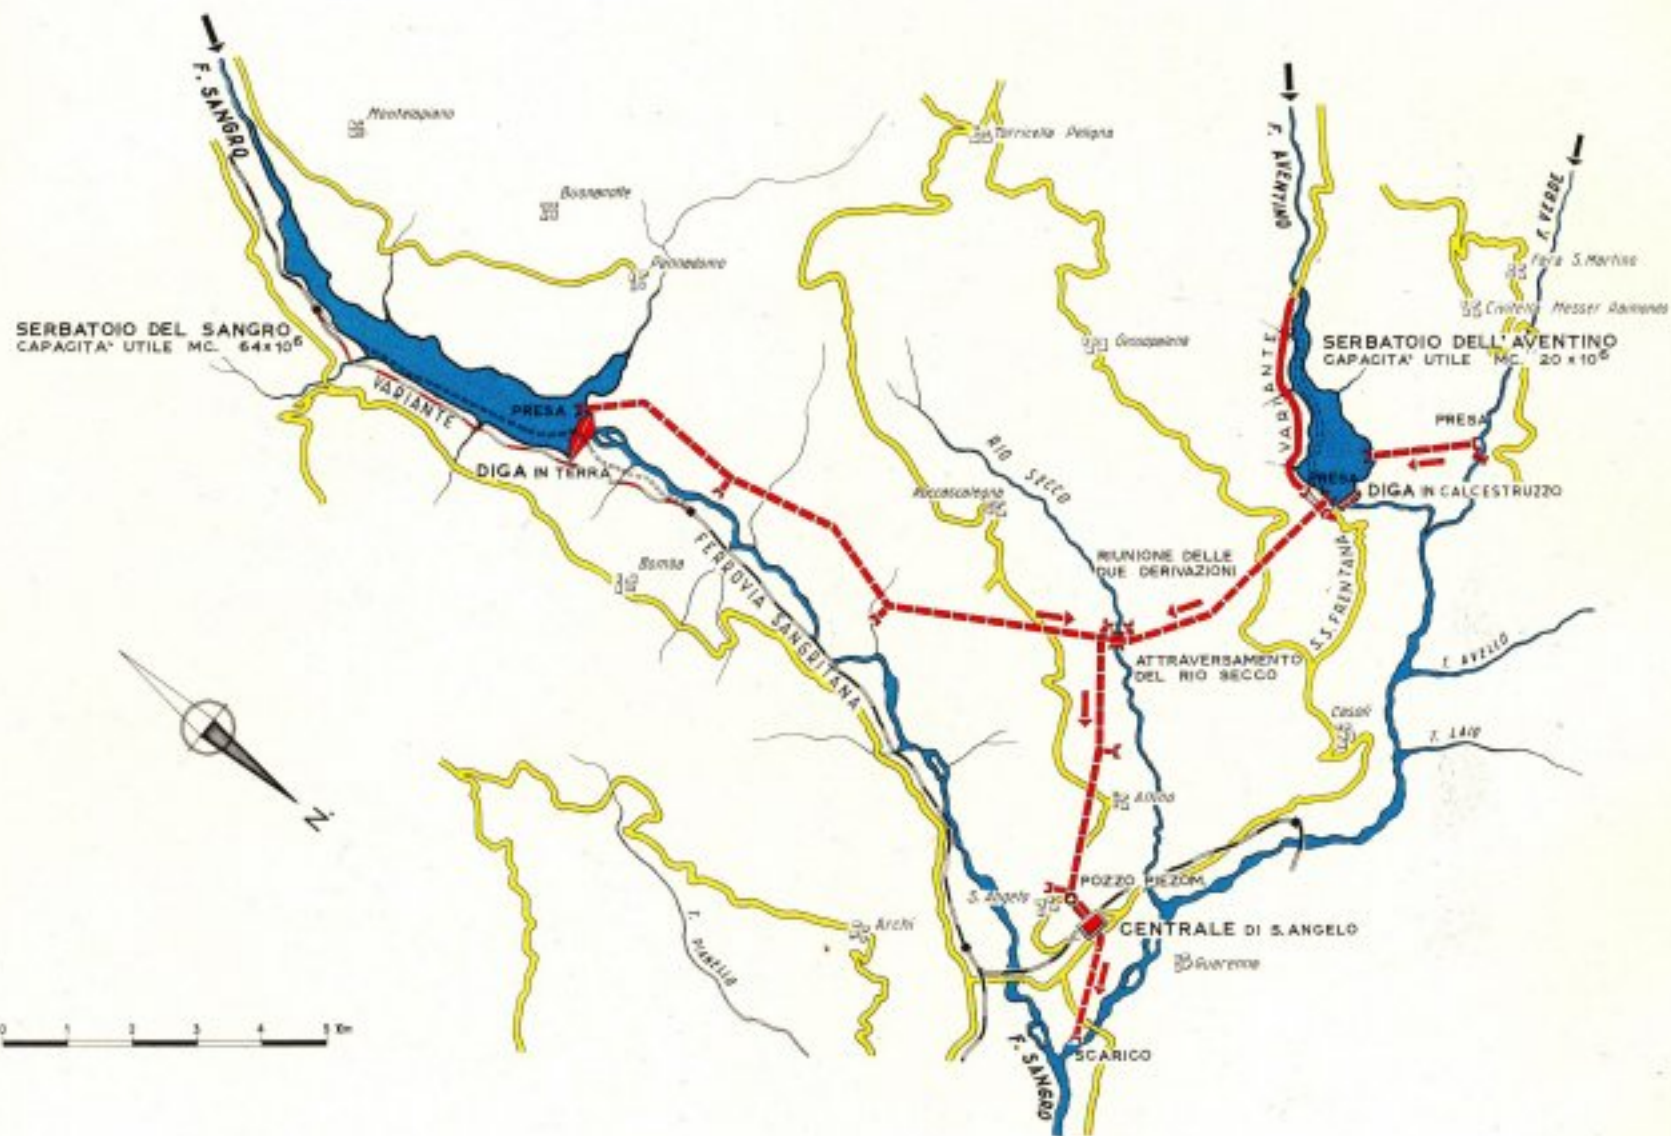 F. SANGRO
Montelapiano
Buonanotte
Pennadomo
Torricella Peligna
F. AVENTINO
F. VERDE
Fara S. Martino
Civitella Messer Raimondo
SERBATOIO DEL SANGRO
CAPACITA' UTILE MC. 64x10⁶
SERBATOIO DELL'AVENTINO
CAPACITA' UTILE MC. 20x10⁶
Gessopalena
VARIANTE
VARIANTE
PRESA
PRESA
PRESA
DIGA IN TERRA
DIGA IN CALCESTRUZZO
RIO SECCO
Roccascalegna
Bomba
FERROVIA SANGRITANA
RIUNIONE DELLE
DUE DERIVAZIONI
S.S. FRENTANA
ATTRAVERSAMENTO
DEL RIO SECCO
T. AVELLO
Casoli
T. LAIO
Altino
N.
POZZO PIEZOM.
S. Angelo
Archi
CENTRALE DI S. ANGELO
Guarenna
T. PIANELLO
0 1 2 3 4 5 Km
SCARICO
F. SANGRO